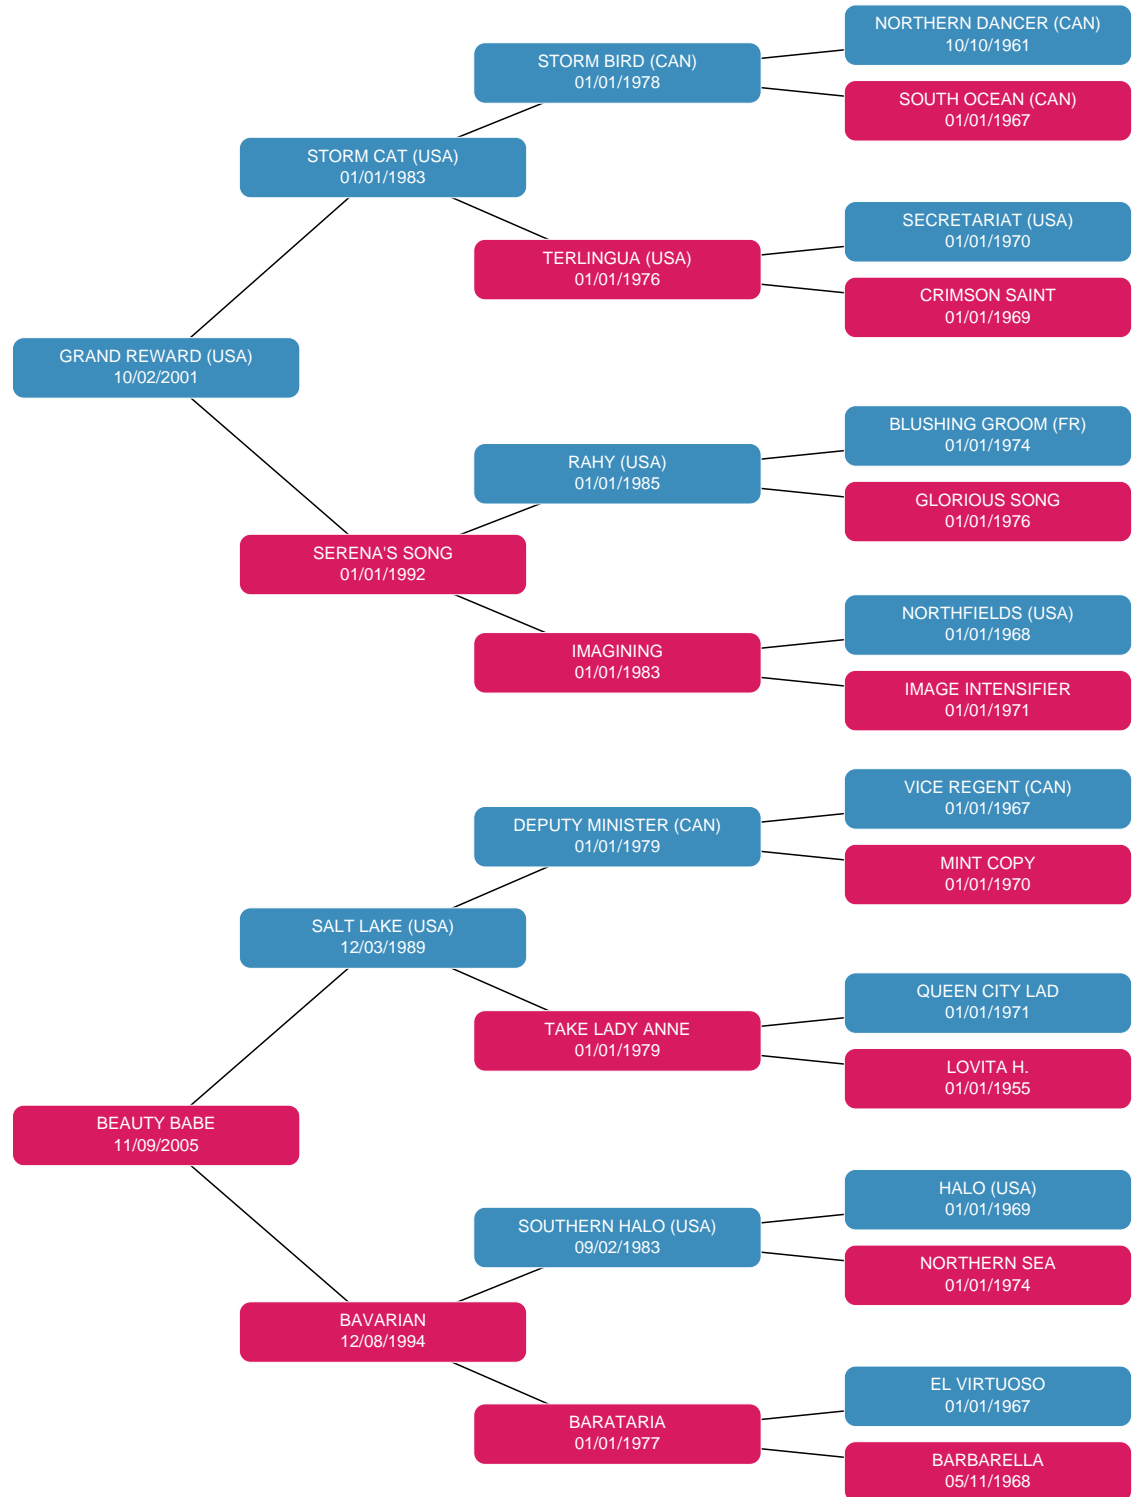 NORTHERN DANCER (CAN)
10/10/1961
STORM BIRD (CAN)
01/01/1978
SOUTH OCEAN (CAN)
01/01/1967
STORM CAT (USA)
01/01/1983
SECRETARIAT (USA)
01/01/1970
TERLINGUA (USA)
01/01/1976
CRIMSON SAINT
01/01/1969
GRAND REWARD (USA)
10/02/2001
BLUSHING GROOM (FR)
01/01/1974
RAHY (USA)
01/01/1985
GLORIOUS SONG
01/01/1976
SERENA'S SONG
01/01/1992
NORTHFIELDS (USA)
01/01/1968
IMAGINING
01/01/1983
IMAGE INTENSIFIER
01/01/1971
VICE REGENT (CAN)
01/01/1967
DEPUTY MINISTER (CAN)
01/01/1979
MINT COPY
01/01/1970
SALT LAKE (USA)
12/03/1989
QUEEN CITY LAD
01/01/1971
TAKE LADY ANNE
01/01/1979
LOVITA H.
01/01/1955
BEAUTY BABE
11/09/2005
HALO (USA)
01/01/1969
SOUTHERN HALO (USA)
09/02/1983
NORTHERN SEA
01/01/1974
BAVARIAN
12/08/1994
EL VIRTUOSO
01/01/1967
BARATARIA
01/01/1977
BARBARELLA
05/11/1968